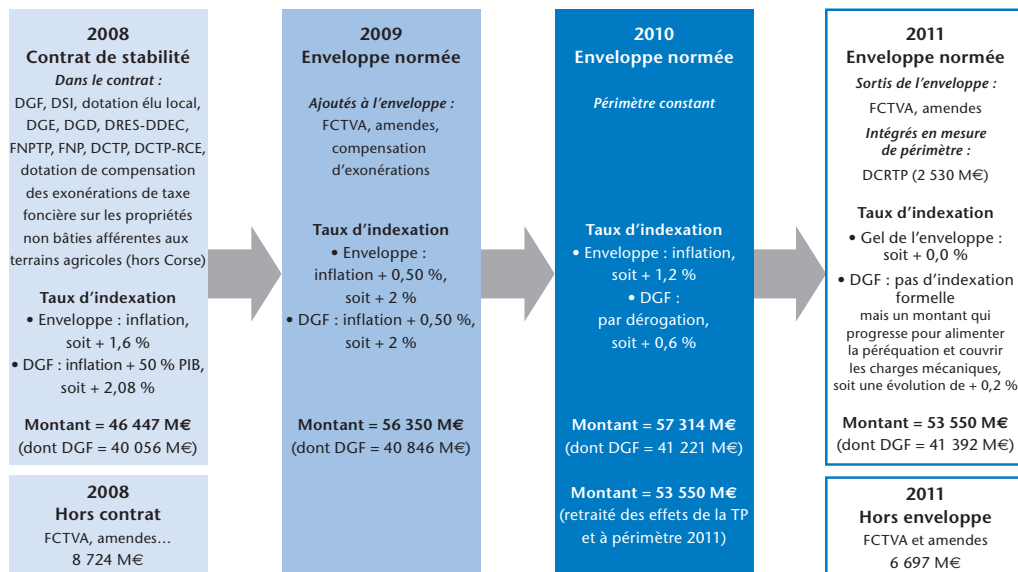 2008
Contrat de stabilité
Dans le contrat :
DGF, DSI, dotation élu local,
DGE, DGD, DRES-DDEC,
FNPTP, FNP, DCTP, DCTP-RCE,
dotation de compensation
des exonérations de taxe
foncière sur les propriétés
non bâties afférentes aux
terrains agricoles (hors Corse)
Taux d’indexation
• Enveloppe : inflation,
soit + 1,6 %
• DGF : inflation + 50 % PIB,
soit + 2,08 %
Montant = 46 447 M€
(dont DGF = 40 056 M€)
2008
Hors contrat
FCTVA, amendes…
8 724 M€
2009
Enveloppe normée
Ajoutés à l’enveloppe :
FCTVA, amendes,
compensation
d’exonérations
Taux d’indexation
• Enveloppe :
inflation + 0,50 %,
soit + 2 %
• DGF : inflation + 0,50 %,
soit + 2 %
Montant = 56 350 M€
(dont DGF = 40 846 M€)
2010
Enveloppe normée
Périmètre constant
Taux d’indexation
• Enveloppe : inflation,
soit + 1,2 %
• DGF :
par dérogation,
soit + 0,6 %
Montant = 57 314 M€
(dont DGF = 41 221 M€)
Montant = 53 550 M€
(retraité des effets de la TP
et à périmètre 2011)
2011
Enveloppe normée
Sortis de l’enveloppe :
FCTVA, amendes
Intégrés en mesure
de périmètre :
DCRTP (2 530 M€)
Taux d’indexation
• Gel de l’enveloppe :
soit + 0,0 %
• DGF : pas d’indexation
formelle
mais un montant qui
progresse pour alimenter
la péréquation et couvrir
les charges mécaniques,
soit une évolution de + 0,2 %
Montant = 53 550 M€
(dont DGF = 41 392 M€)
2011
Hors enveloppe
FCTVA et amendes
6 697 M€